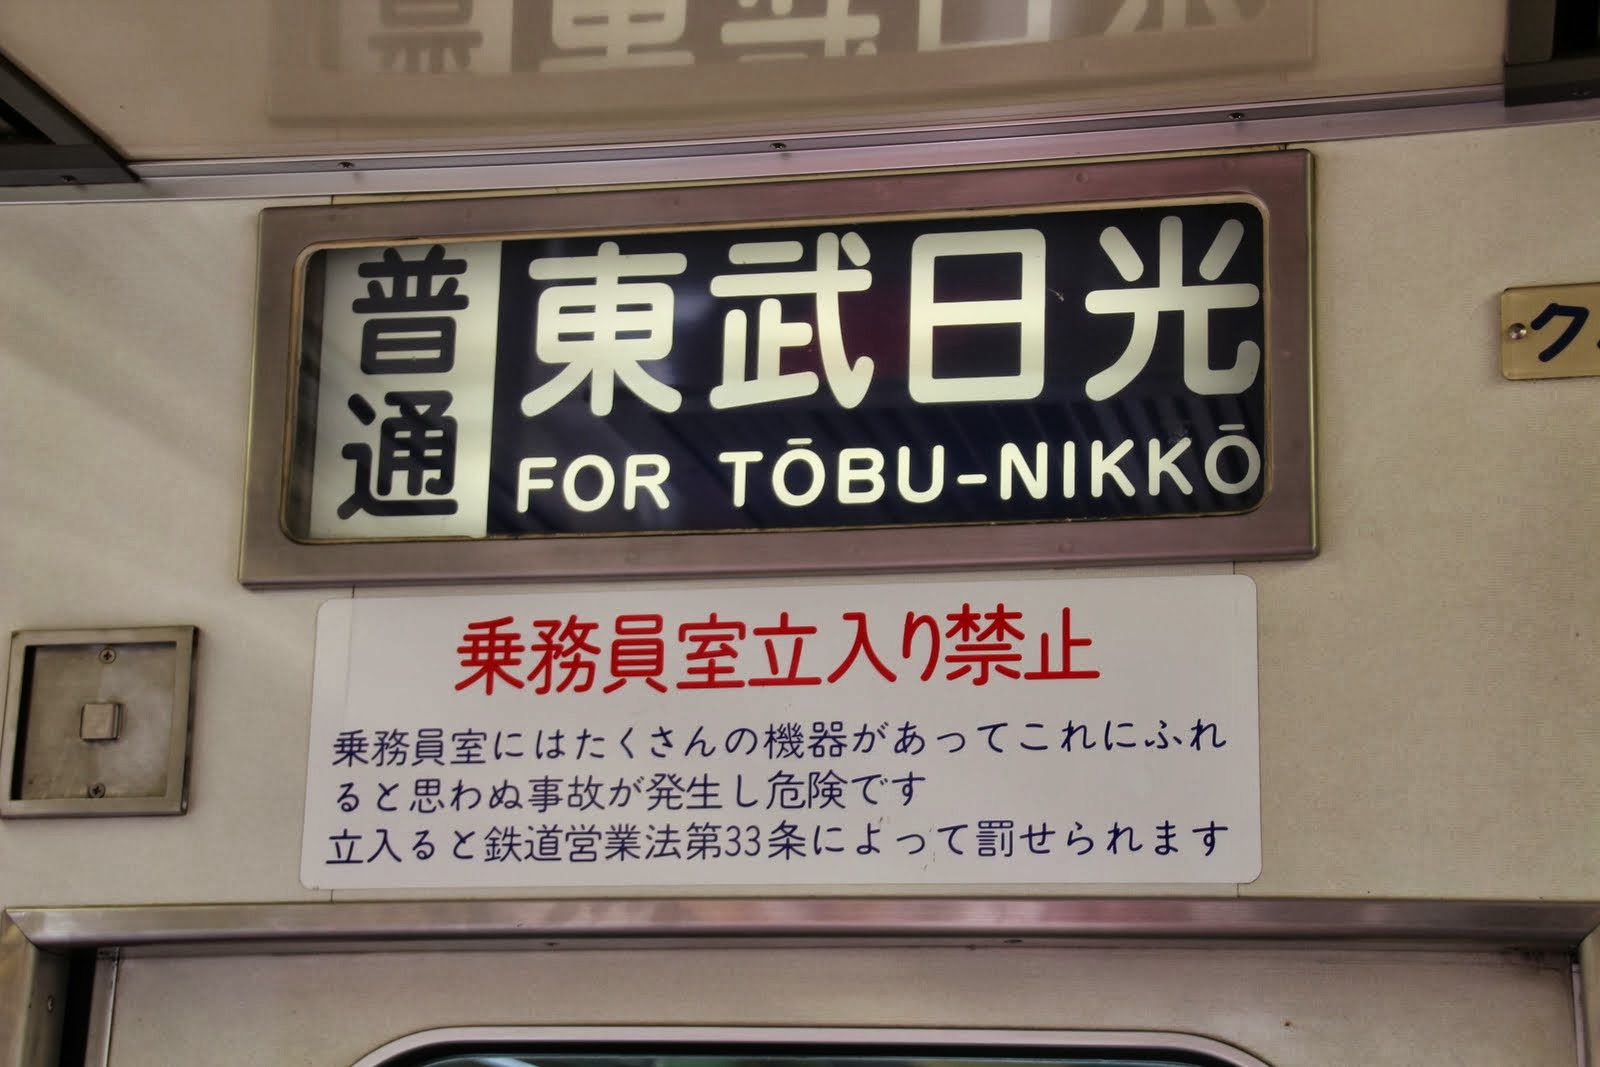 普通
東武日光
FOR TŌBU-NIKKŌ
乗務員室立入り禁止
乗務員室にはたくさんの機器があってこれにふれ
ると思わぬ事故が発生し危険です
立入ると鉄道営業法第33条によって罰せられます
ク